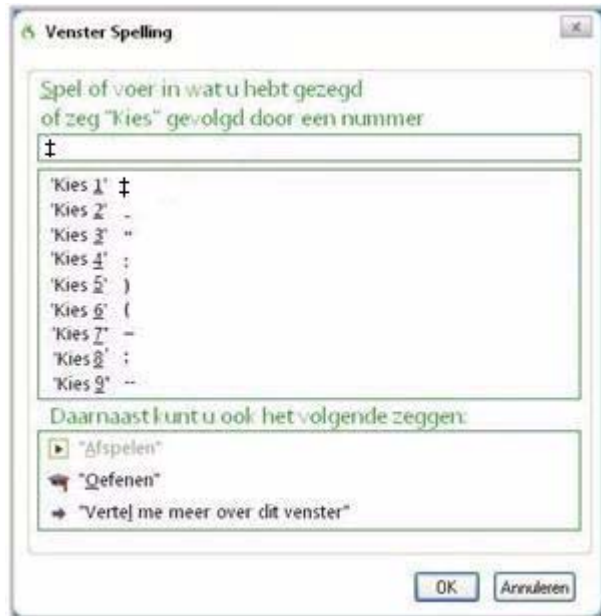 Venster Spelling
Spel of voer in wat u hebt gezegd
of zeg "Kies" gevolgd door een nummer
‡
'Kies 1' ‡
'Kies 2' -
'Kies 3' "
'Kies 4' :
'Kies 5' )
'Kies 6' (
'Kies 7' –
'Kies 8' ;
'Kies 9' --
Daarnaast kunt u ook het volgende zeggen:
"Afspelen"
"Oefenen"
"Vertel me meer over dit venster"
OK Annuleren